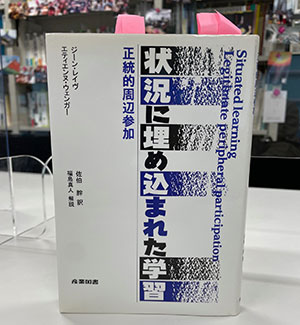 Situated learning
Legitimate peripheral participation
状況に埋め込まれた学習
正統的周辺参加
ジーン・レイヴ
エティエンヌ・ウェンガー
佐伯 胖 訳
福島真人 解説
産業図書